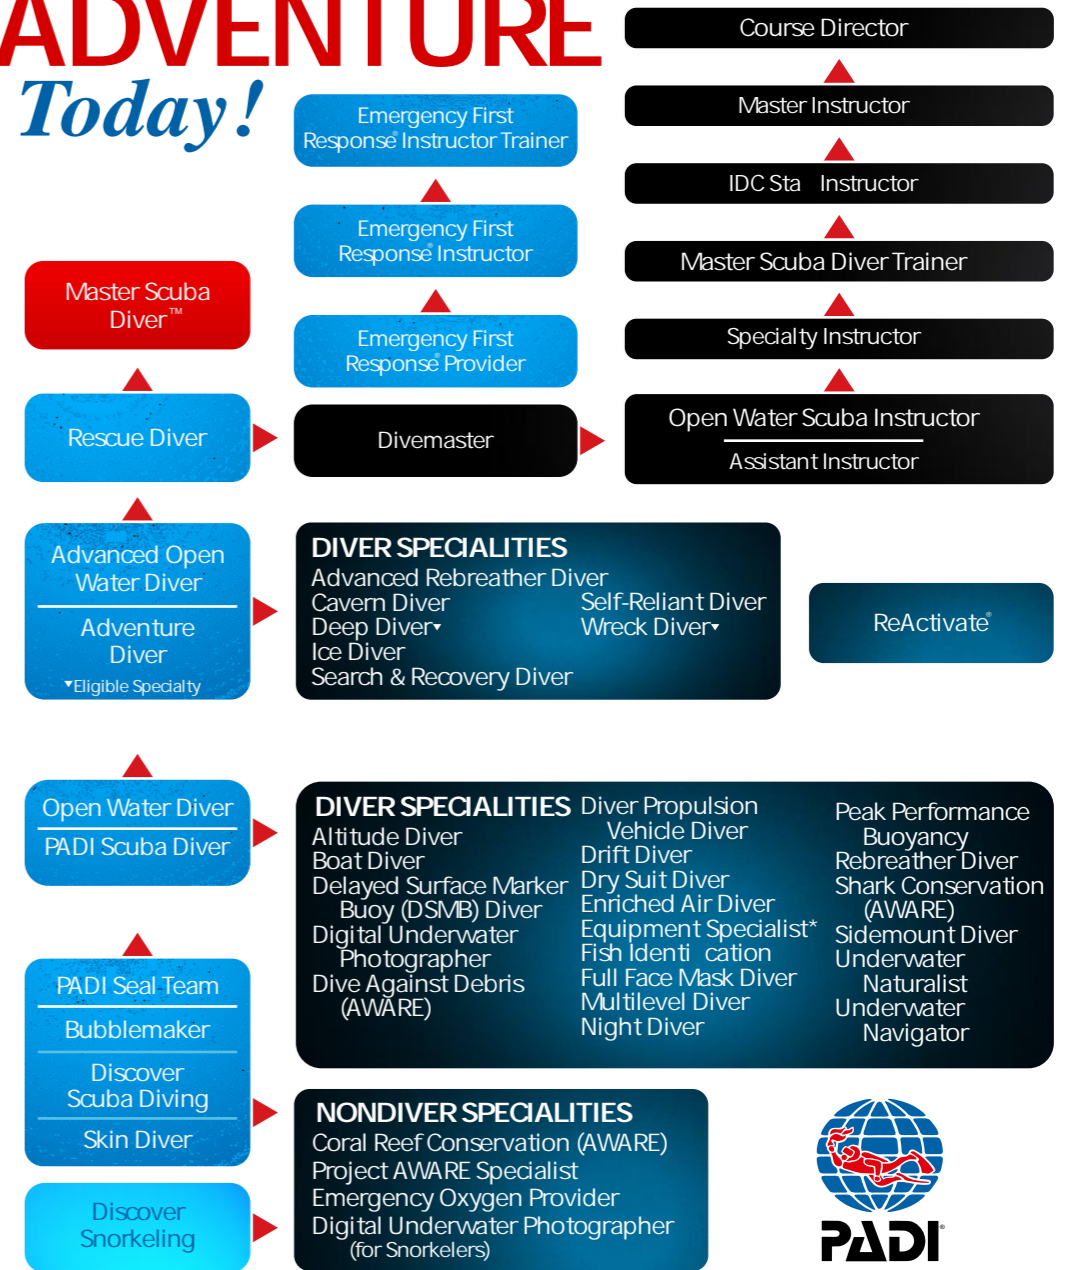 ADVENTURE
Today!
Course Director
Master Instructor
IDC Sta Instructor
Master Scuba Diver Trainer
Specialty Instructor
Open Water Scuba Instructor
Assistant Instructor
Emergency First
Response® Instructor Trainer
Emergency First
Response® Instructor
Emergency First
Response® Provider
Divemaster
Master Scuba
Diver™
Rescue Diver
Advanced Open
Water Diver
Adventure
Diver
▼Eligible Specialty
DIVER SPECIALITIES
Advanced Rebreather Diver
Cavern Diver
Deep Diver▼
Ice Diver
Search & Recovery Diver
Self-Reliant Diver
Wreck Diver▼
ReActivate®
Open Water Diver
PADI Scuba Diver
DIVER SPECIALITIES
Altitude Diver
Boat Diver
Delayed Surface Marker
Buoy (DSMB) Diver
Digital Underwater
Photographer
Dive Against Debris
(AWARE)
Diver Propulsion
Vehicle Diver
Drift Diver
Dry Suit Diver
Enriched Air Diver
Equipment Specialist*
Fish Identi cation
Full Face Mask Diver
Multilevel Diver
Night Diver
Peak Performance
Buoyancy
Rebreather Diver
Shark Conservation
(AWARE)
Sidemount Diver
Underwater
Naturalist
Underwater
Navigator
PADI Seal Team
Bubblemaker
Discover
Scuba Diving
Skin Diver
Discover
Snorkeling
NONDIVER SPECIALITIES
Coral Reef Conservation (AWARE)
Project AWARE Specialist
Emergency Oxygen Provider
Digital Underwater Photographer
(for Snorkelers)
PADI®